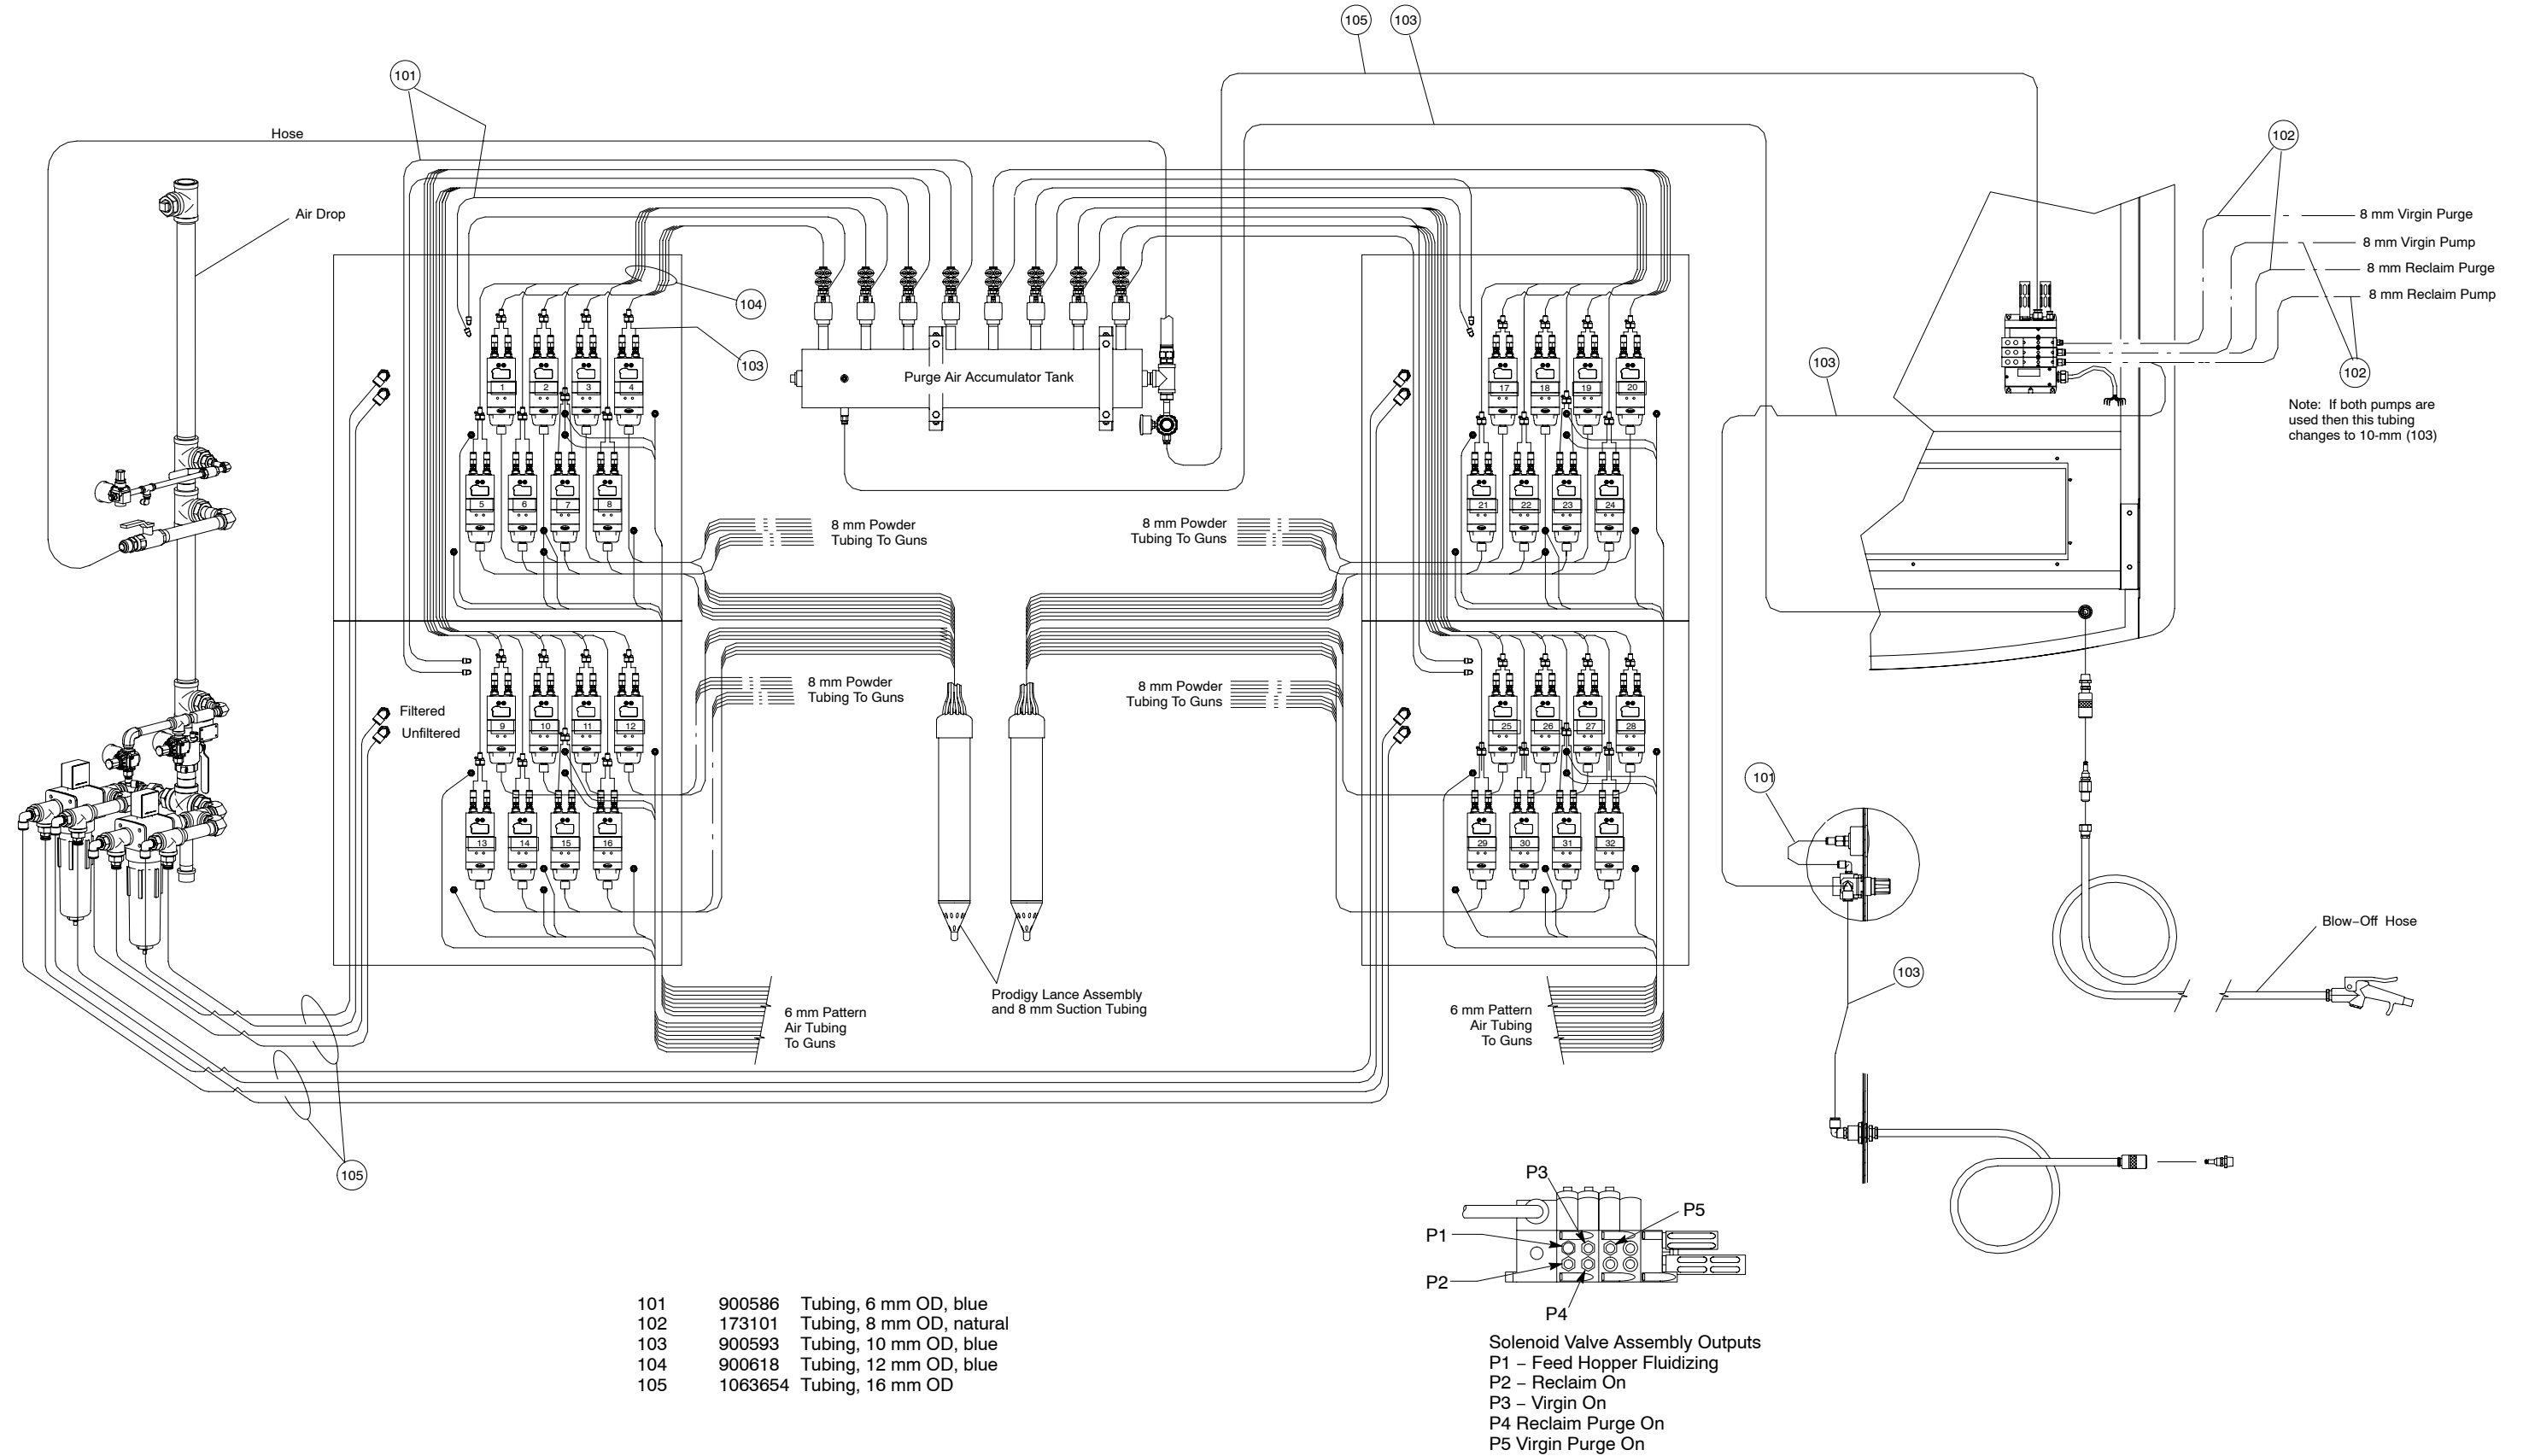 105
103
101
Hose
102
Air Drop
8 mm Virgin Purge
8 mm Virgin Pump
8 mm Reclaim Purge
8 mm Reclaim Pump
104
103
103
102
Purge Air Accumulator Tank
1
2
3
4
17
18
19
20
Note: If both pumps are
used then this tubing
changes to 10-mm (103)
5
6
7
8
21
22
23
24
8 mm Powder
Tubing To Guns
8 mm Powder
Tubing To Guns
8 mm Powder
Tubing To Guns
8 mm Powder
Tubing To Guns
Filtered
Unfiltered
9
10
11
12
25
26
27
28
101
13
14
15
16
29
30
31
32
Blow−Off Hose
103
Prodigy Lance Assembly
and 8 mm Suction Tubing
6 mm Pattern
Air Tubing
To Guns
6 mm Pattern
Air Tubing
To Guns
105
P3
P5
P1
P2
P4
101 900586 Tubing, 6 mm OD, blue
102 173101 Tubing, 8 mm OD, natural
103 900593 Tubing, 10 mm OD, blue
104 900618 Tubing, 12 mm OD, blue
105 1063654 Tubing, 16 mm OD
Solenoid Valve Assembly Outputs
P1 − Feed Hopper Fluidizing
P2 − Reclaim On
P3 − Virgin On
P4 Reclaim Purge On
P5 Virgin Purge On